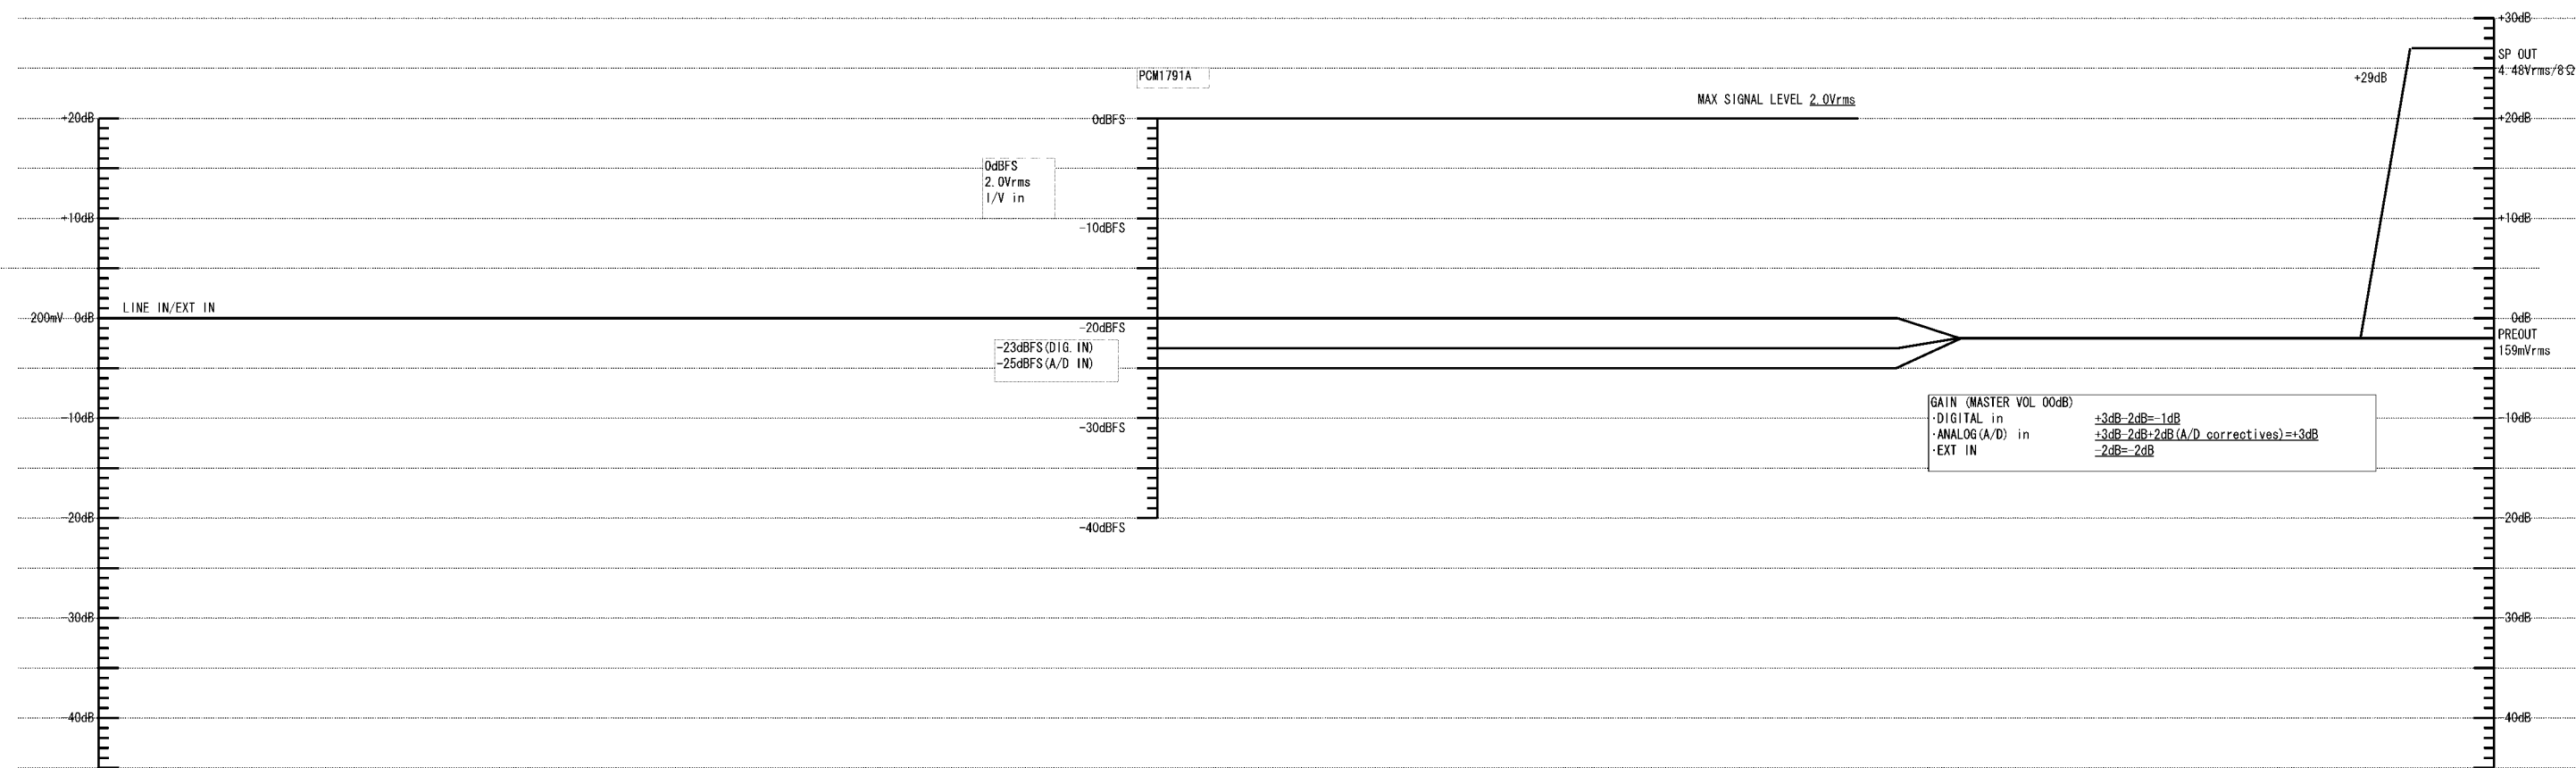 +30dB
SP OUT
4.48Vrms/8Ω
+29dB
PCM1791A
MAX SIGNAL LEVEL 2.0Vrms
+20dB
0dBFS
+20dB
0dBFS
2.0Vrms
I/V in
+10dB
-10dBFS
+10dB
LINE IN/EXT IN
200mV 0dB
-20dBFS
0dB
PREOUT
159mVrms
-23dBFS(DIG.IN)
-25dBFS(A/D IN)
GAIN (MASTER VOL 00dB)
·DIGITAL in +3dB-2dB=-1dB
·ANALOG(A/D) in +3dB-2dB+2dB(A/D correctives)=+3dB
·EXT IN -2dB=-2dB
-10dB
-30dBFS
-10dB
-20dB
-40dBFS
-20dB
-30dB
-30dB
-40dB
-40dB